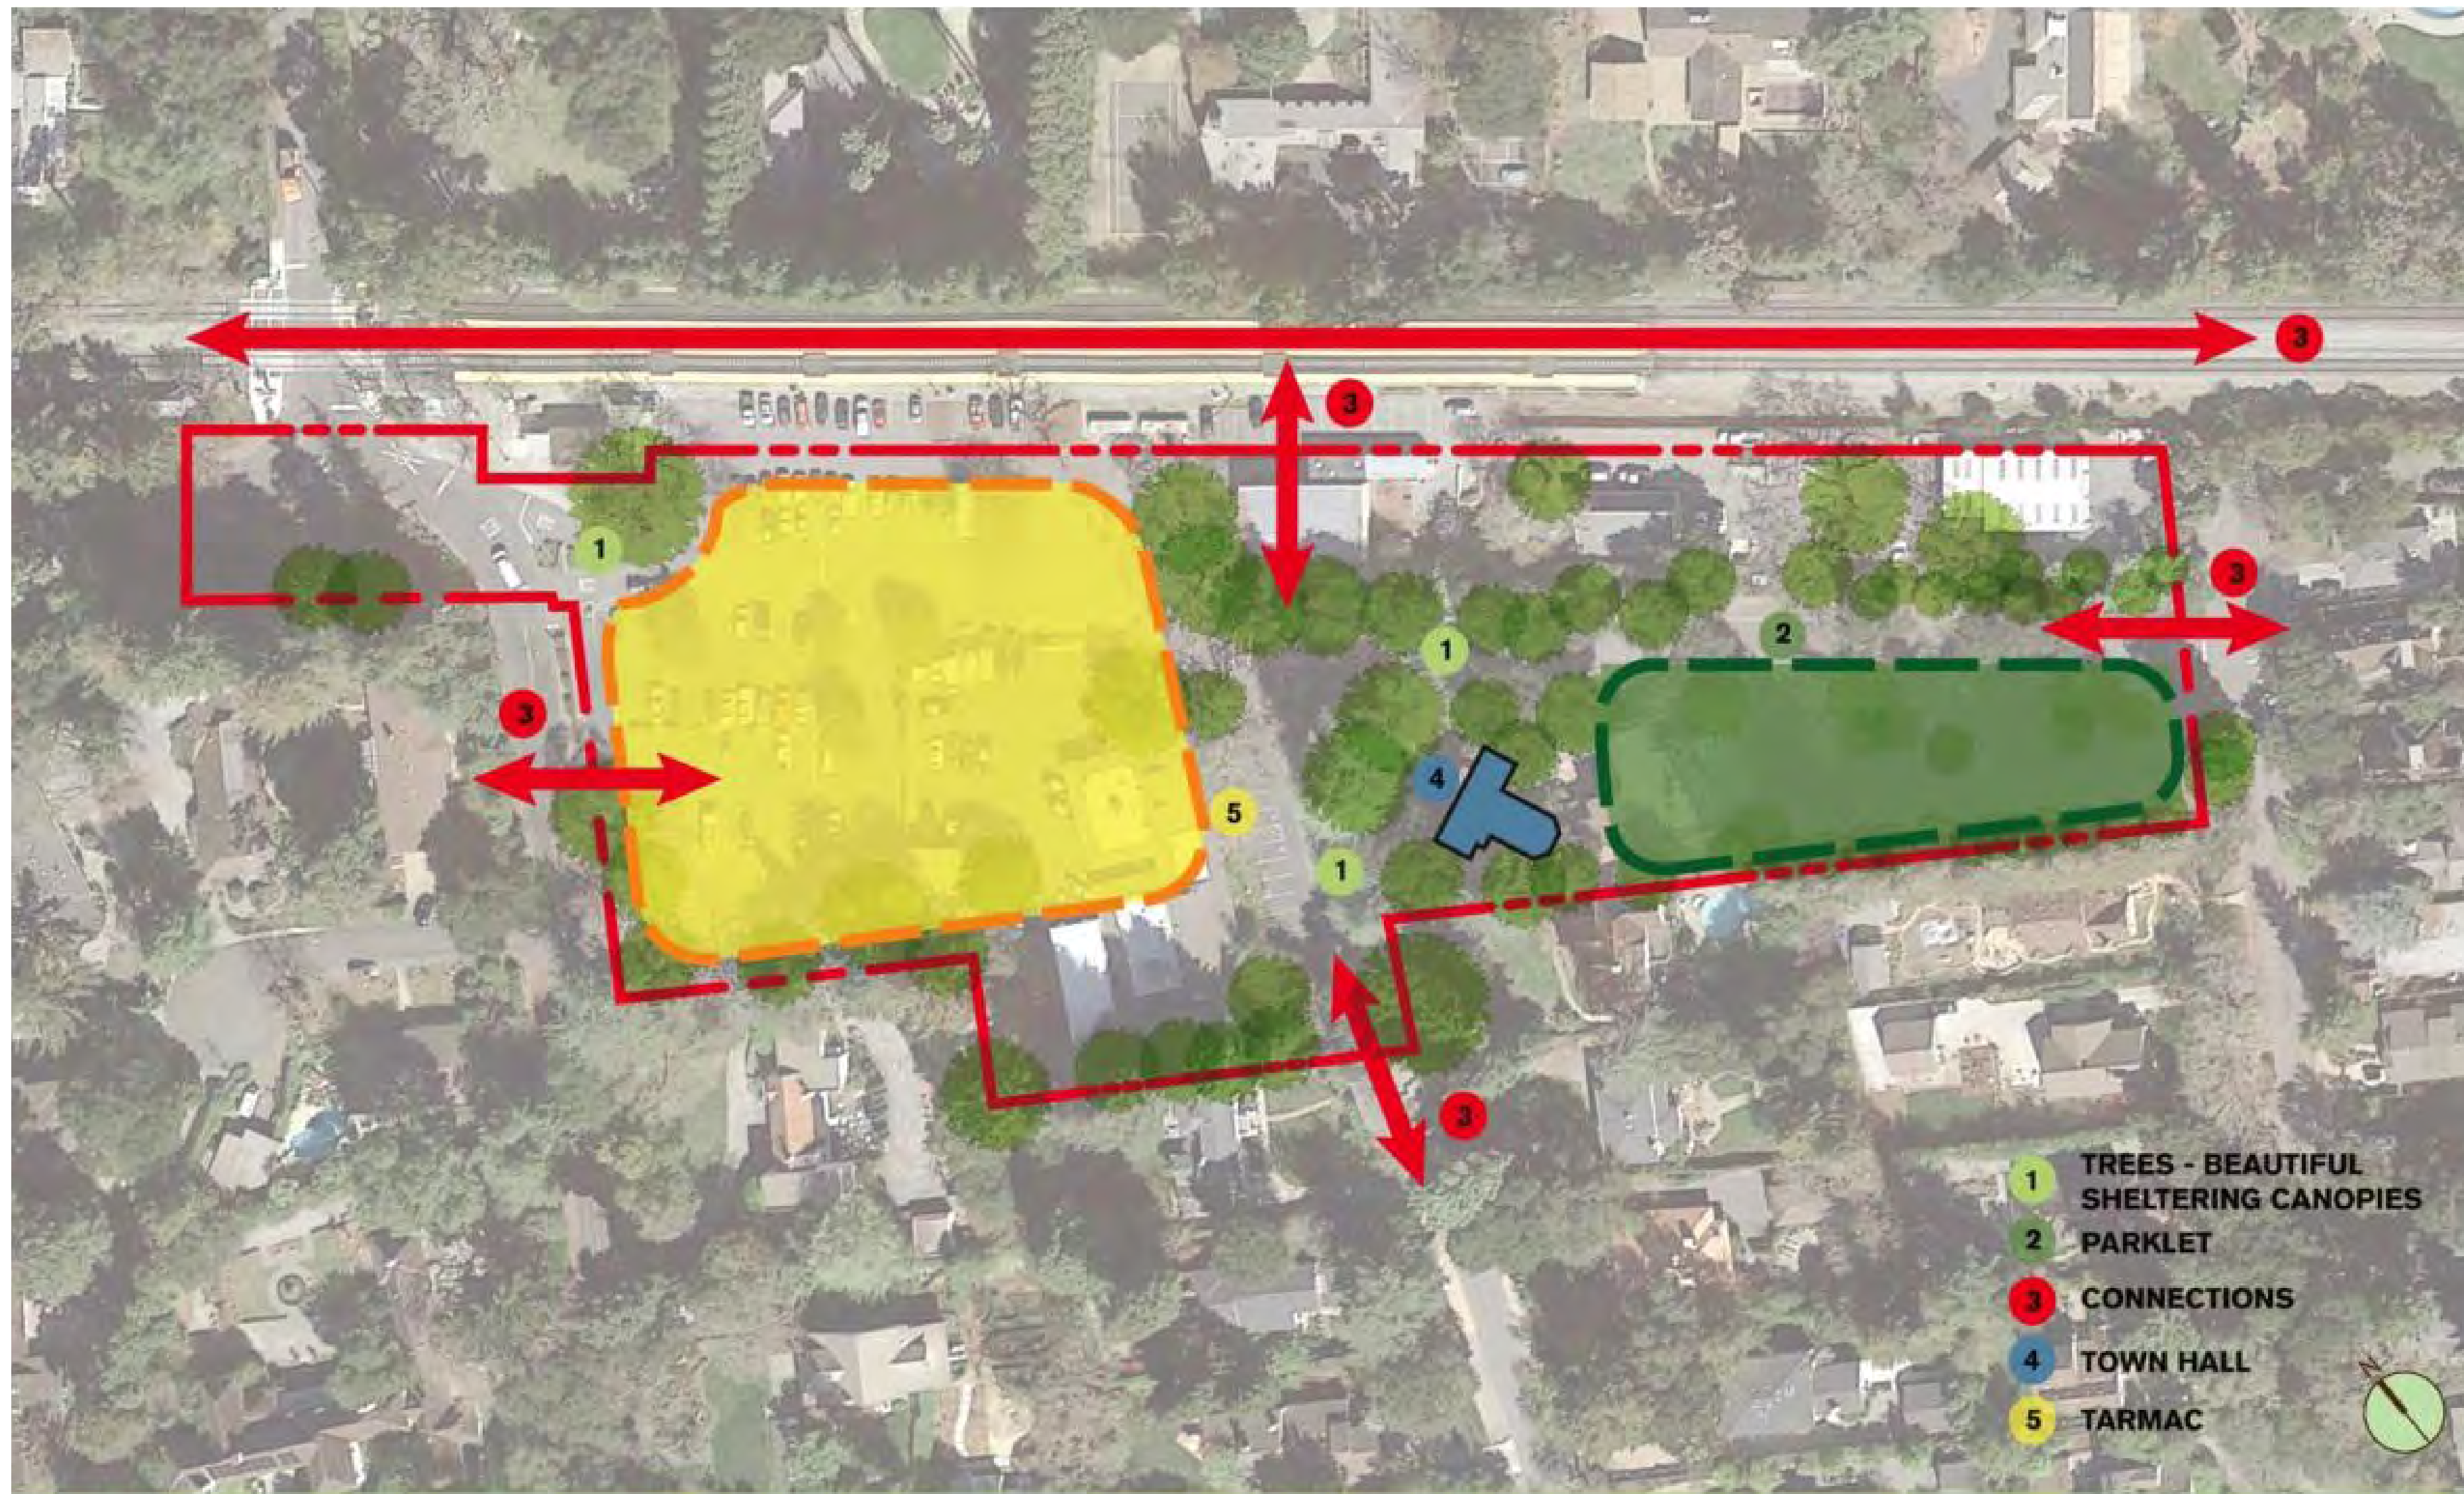 3
3
1
3
2
1
3
4
5
1
3
1 TREES - BEAUTIFUL
SHELTERING CANOPIES
2 PARKLET
3 CONNECTIONS
4 TOWN HALL
5 TARMAC
N